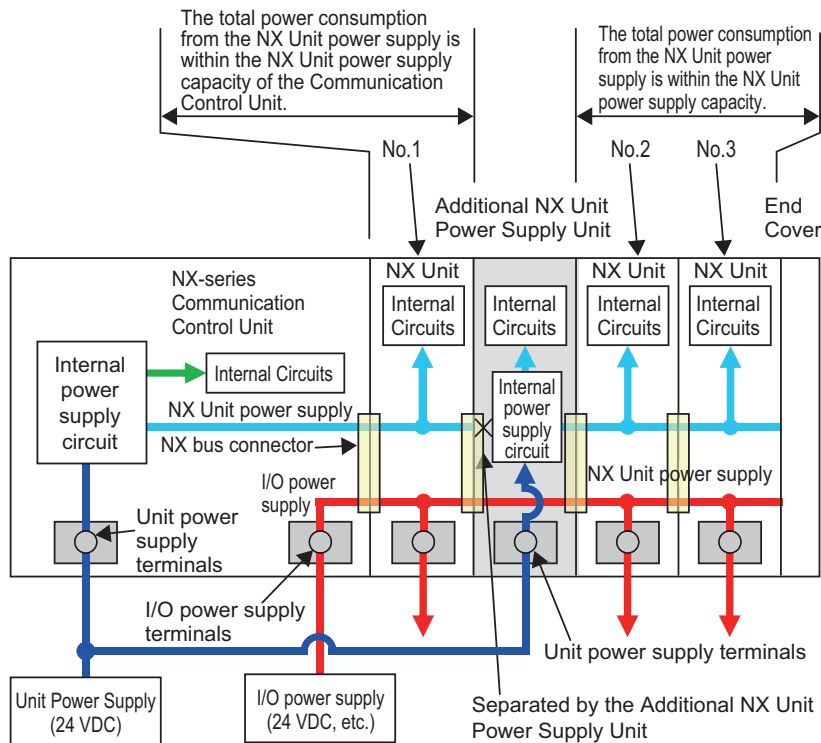 The total power consumption
from the NX Unit power supply is
within the NX Unit power supply
capacity of the Communication
Control Unit.
The total power consumption
from the NX Unit power
supply is within the NX Unit
power supply capacity.
No.1
No.2
No.3
Additional NX Unit
Power Supply Unit
End
Cover
NX-series
Communication
Control Unit
NX Unit
NX Unit
NX Unit
Internal
Circuits
Internal
Circuits
Internal
Circuits
Internal
Circuits
Internal
power
supply
circuit
Internal Circuits
Internal
power
supply
circuit
NX Unit power supply
NX bus connector
I/O power
supply
NX Unit power supply
Unit power
supply
terminals
I/O power supply
terminals
Unit power supply terminals
Unit Power Supply
(24 VDC)
I/O power supply
(24 VDC, etc.)
Separated by the Additional NX Unit
Power Supply Unit